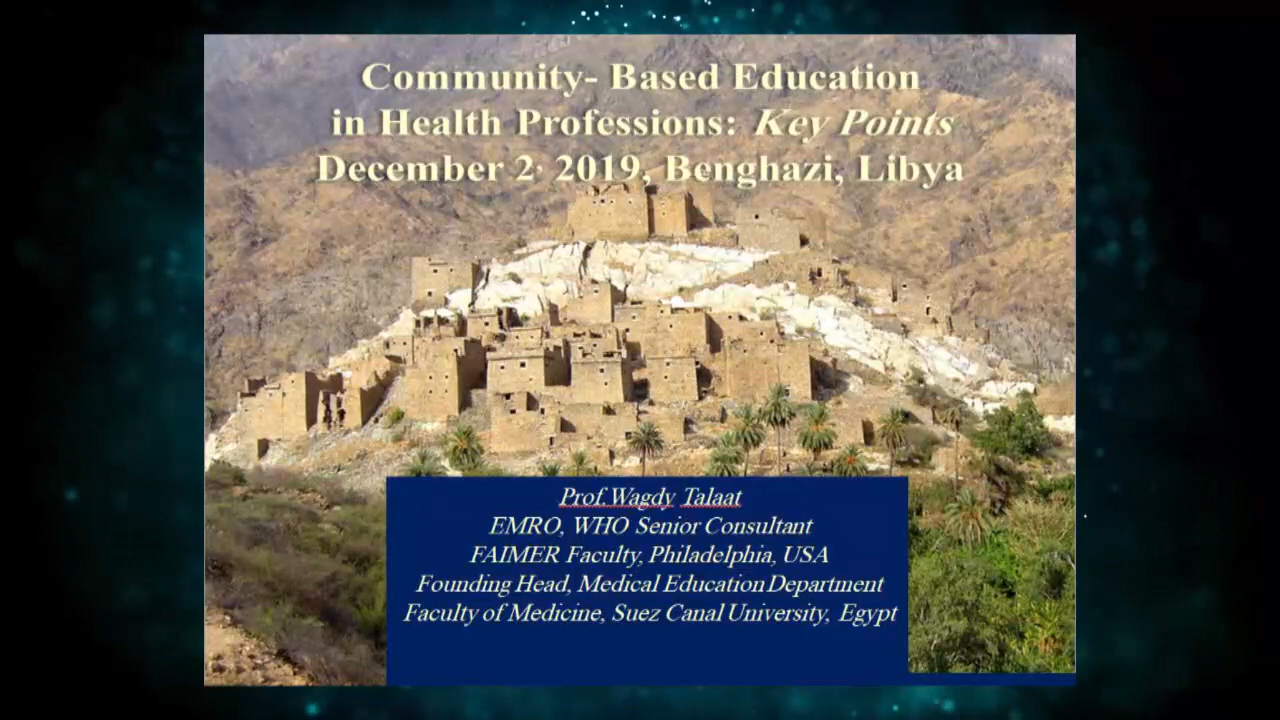 Community- Based Education
in Health Professions: Key Points
December 2, 2019, Benghazi, Libya
Prof.Wagdy Talaat
EMRO, WHO Senior Consultant
FAIMER Faculty, Philadelphia, USA
Founding Head, Medical Education Department
Faculty of Medicine, Suez Canal University, Egypt